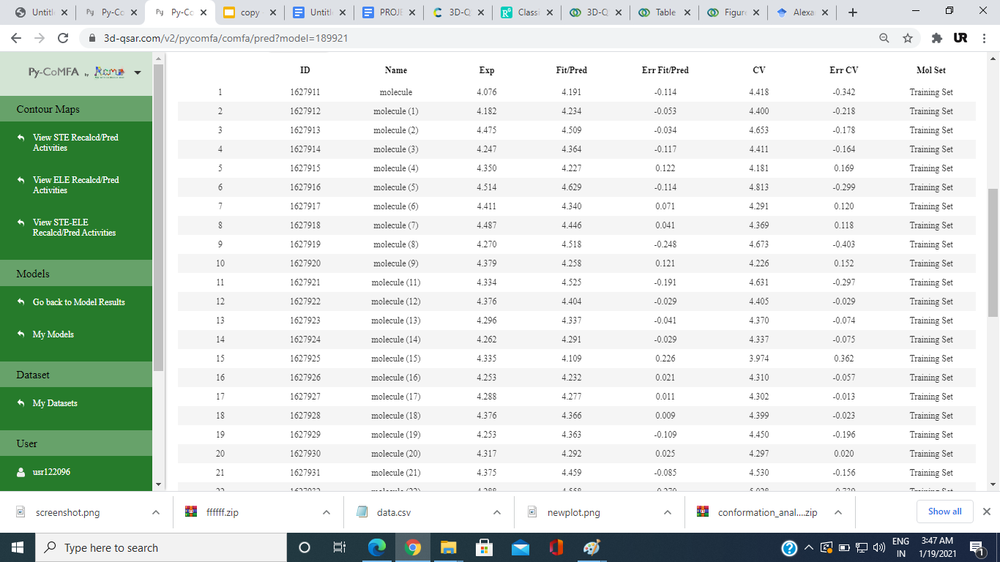 Untitl
Py-Co
Py-Co
copy
Untitl
PROJE
3D-Q
Classi
3D-Q
Table
Figure
Alexa
3d-qsar.com/v2/pycomfa/comfa/pred?model=189921
UR
Py-CoMFA by
Contour Maps
View STE Recalcd/Pred
Activities
View ELE Recalcd/Pred
Activities
View STE-ELE
Recalcd/Pred Activities
Models
Go back to Model Results
My Models
Dataset
My Datasets
User
usr122096
ID Name Exp Fit/Pred Err Fit/Pred CV Err CV Mol Set
1 1627911 molecule 4.076 4.191 -0.114 4.418 -0.342 Training Set
2 1627912 molecule (1) 4.182 4.234 -0.053 4.400 -0.218 Training Set
3 1627913 molecule (2) 4.475 4.509 -0.034 4.653 -0.178 Training Set
4 1627914 molecule (3) 4.247 4.364 -0.117 4.411 -0.164 Training Set
5 1627915 molecule (4) 4.350 4.227 0.122 4.181 0.169 Training Set
6 1627916 molecule (5) 4.514 4.629 -0.114 4.813 -0.299 Training Set
7 1627917 molecule (6) 4.411 4.340 0.071 4.291 0.120 Training Set
8 1627918 molecule (7) 4.487 4.446 0.041 4.369 0.118 Training Set
9 1627919 molecule (8) 4.270 4.518 -0.248 4.673 -0.403 Training Set
10 1627920 molecule (9) 4.379 4.258 0.121 4.226 0.152 Training Set
11 1627921 molecule (11) 4.334 4.525 -0.191 4.631 -0.297 Training Set
12 1627922 molecule (12) 4.376 4.404 -0.029 4.405 -0.029 Training Set
13 1627923 molecule (13) 4.296 4.337 -0.041 4.370 -0.074 Training Set
14 1627924 molecule (14) 4.262 4.291 -0.029 4.337 -0.075 Training Set
15 1627925 molecule (15) 4.335 4.109 0.226 3.974 0.362 Training Set
16 1627926 molecule (16) 4.253 4.232 0.021 4.310 -0.057 Training Set
17 1627927 molecule (17) 4.288 4.277 0.011 4.302 -0.013 Training Set
18 1627928 molecule (18) 4.376 4.366 0.009 4.399 -0.023 Training Set
19 1627929 molecule (19) 4.253 4.363 -0.109 4.450 -0.196 Training Set
20 1627930 molecule (20) 4.317 4.292 0.025 4.297 0.020 Training Set
21 1627931 molecule (21) 4.375 4.459 -0.085 4.530 -0.156 Training Set
screenshot.png
ffffff.zip
data.csv
newplot.png
conformation_anal....zip
Show all
Type here to search
ENG
IN
3:47 AM
1/19/2021
1